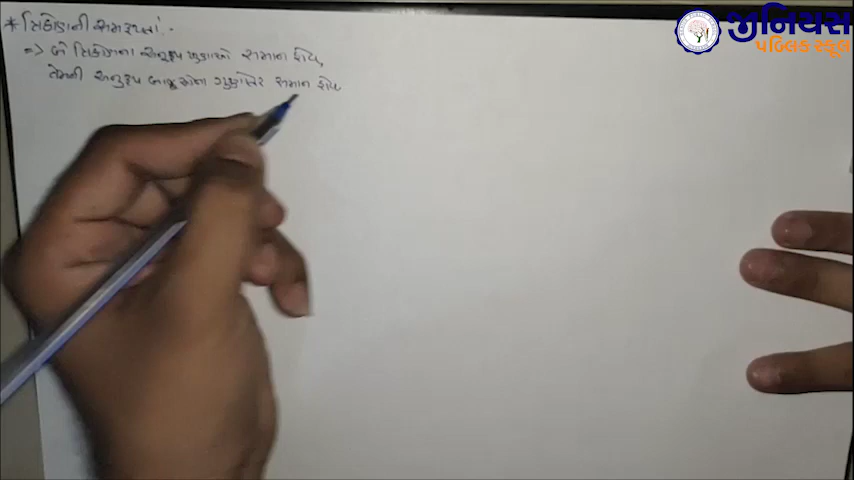 * ત્રિકોણની સમરૂપતા :-
=> બે ત્રિકોણના અનુરૂપ ખૂણાઓ સમાન હોય,
તેમની અનુરૂપ બાજુઓના ગુણોત્તર સમાન હોય
જીનિયસ
પબ્લિક સ્કૂલ